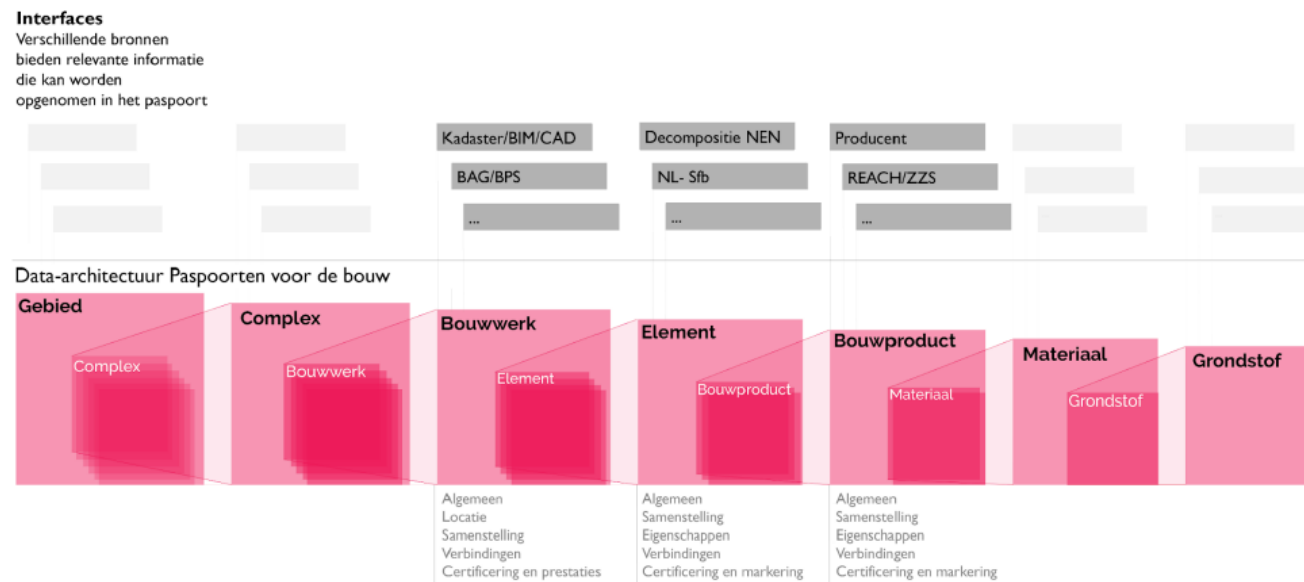 Interfaces
Verschillende bronnen
bieden relevante informatie
die kan worden
opgenomen in het paspoort
Kadaster/BIM/CAD
Decompositie NEN
Producent
BAG/BPS
NL- Sfb
REACH/ZZS
...
...
...
Data-architectuur Paspoorten voor de bouw
Gebied
Complex
Bouwwerk
Element
Bouwproduct
Materiaal
Grondstof
Complex
Bouwwerk
Element
Bouwproduct
Materiaal
Grondstof
Algemeen
Locatie
Samenstelling
Verbindingen
Certificering en prestaties
Algemeen
Samenstelling
Eigenschappen
Verbindingen
Certificering en markering
Algemeen
Samenstelling
Eigenschappen
Verbindingen
Certificering en markering